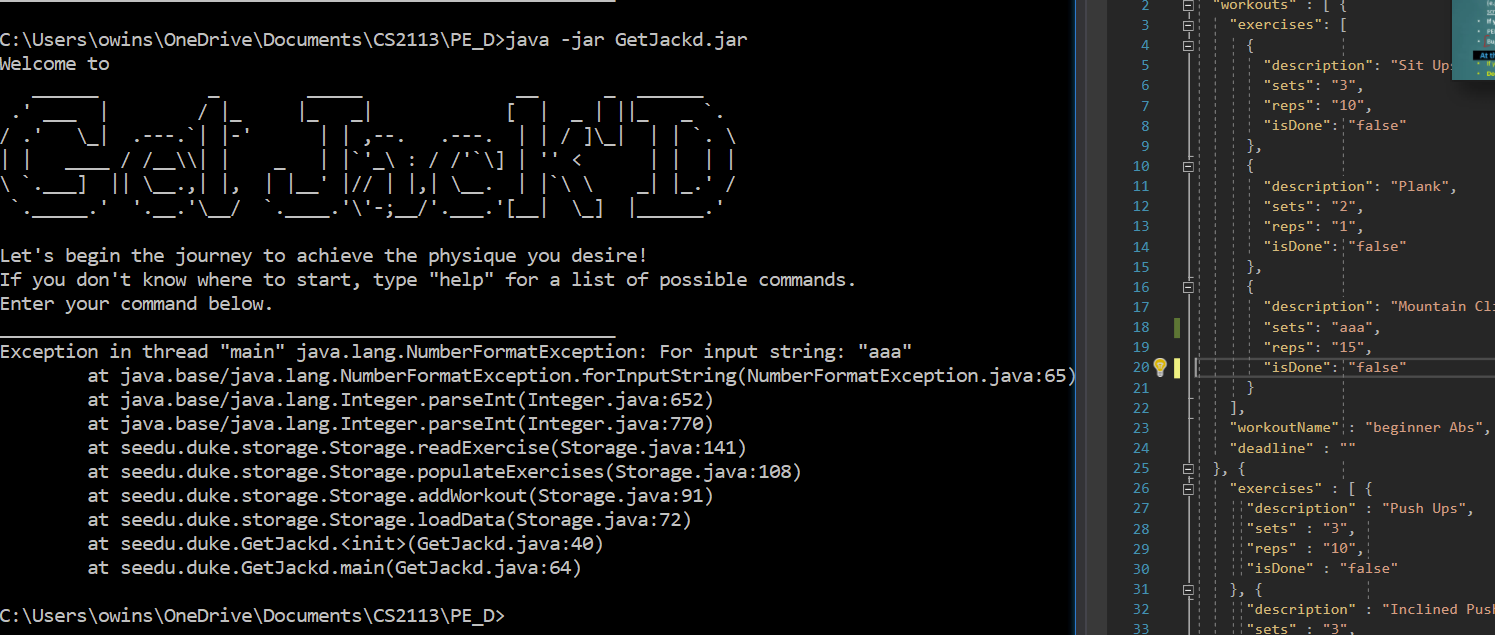 C:\Users\owins\OneDrive\Documents\CS2113\PE_D>java -jar GetJackd.jar
Welcome to
Get JackD
Let's begin the journey to achieve the physique you desire!
If you don't know where to start, type "help" for a list of possible commands.
Enter your command below.
Exception in thread "main" java.lang.NumberFormatException: For input string: "aaa"
at java.base/java.lang.NumberFormatException.forInputString(NumberFormatException.java:65)
at java.base/java.lang.Integer.parseInt(Integer.java:652)
at java.base/java.lang.Integer.parseInt(Integer.java:770)
at seedu.duke.storage.Storage.readExercise(Storage.java:141)
at seedu.duke.storage.Storage.populateExercises(Storage.java:108)
at seedu.duke.storage.Storage.addWorkout(Storage.java:91)
at seedu.duke.storage.Storage.loadData(Storage.java:72)
at seedu.duke.GetJackd.<init>(GetJackd.java:40)
at seedu.duke.GetJackd.main(GetJackd.java:64)
C:\Users\owins\OneDrive\Documents\CS2113\PE_D>
2 "workouts" : [ {
3 "exercises": [
4 {
5 "description": "Sit Ups
6 "sets": "3",
7 "reps": "10",
8 "isDone": "false"
9 },
10 {
11 "description": "Plank",
12 "sets": "2",
13 "reps": "1",
14 "isDone": "false"
15 },
16 {
17 "description": "Mountain Cli
18 "sets": "aaa",
19 "reps": "15",
20 "isDone": "false"
21 }
22 ],
23 "workoutName" : "beginner Abs",
24 "deadline" : ""
25 }, {
26 "exercises" : [ {
27 "description" : "Push Ups",
28 "sets" : "3",
29 "reps" : "10",
30 "isDone" : "false"
31 }, {
32 "description" : "Inclined Push
33 "sets" : "3",